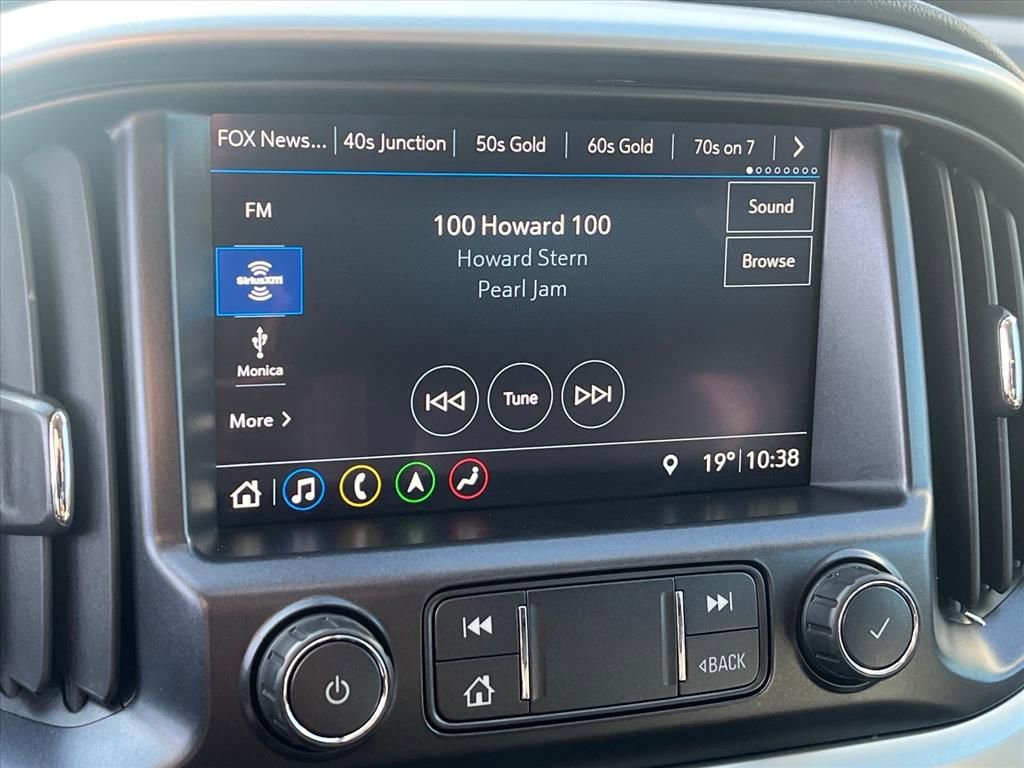 FOX News... 40s Junction 50s Gold 60s Gold 70s on 7
FM
100 Howard 100
Howard Stern
Pearl Jam
Sound
Browse
SiriusXM
Monica
More
Tune
19° 10:38
BACK